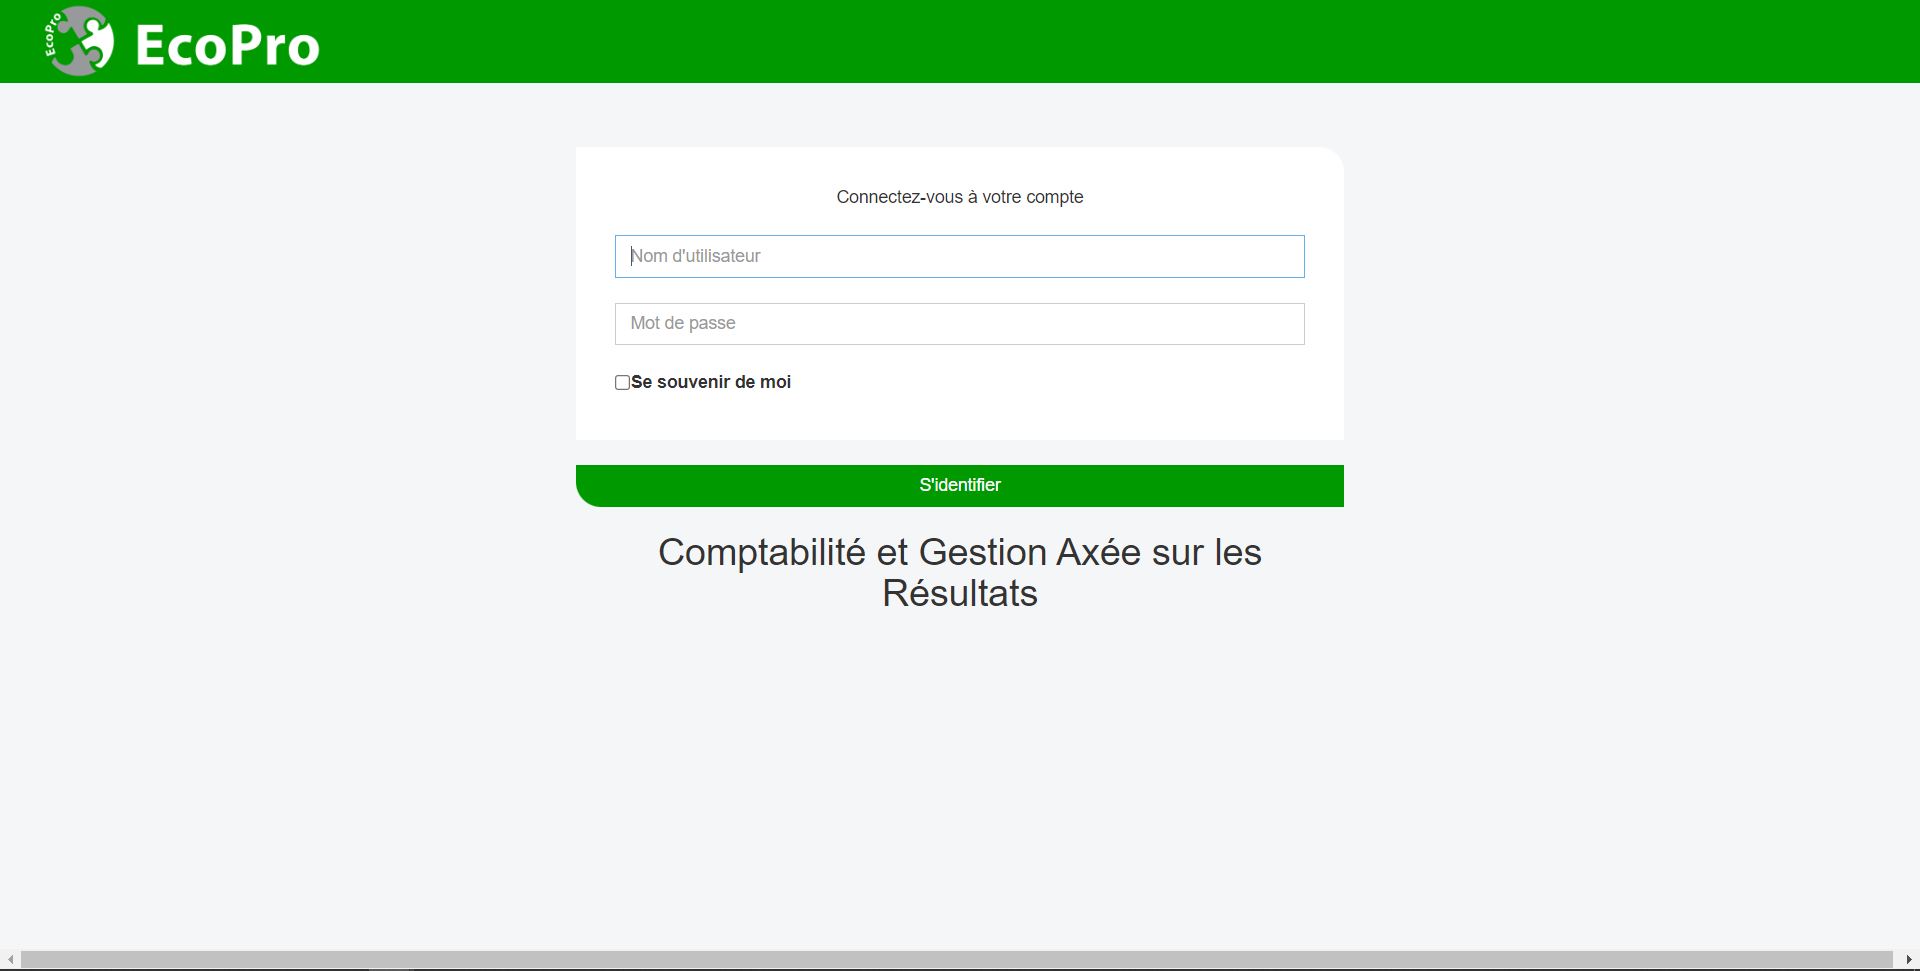 EcoPro
EcoPro
Connectez-vous à votre compte
Nom d'utilisateur
Mot de passe
Se souvenir de moi
S'identifier
Comptabilité et Gestion Axée sur les
Résultats